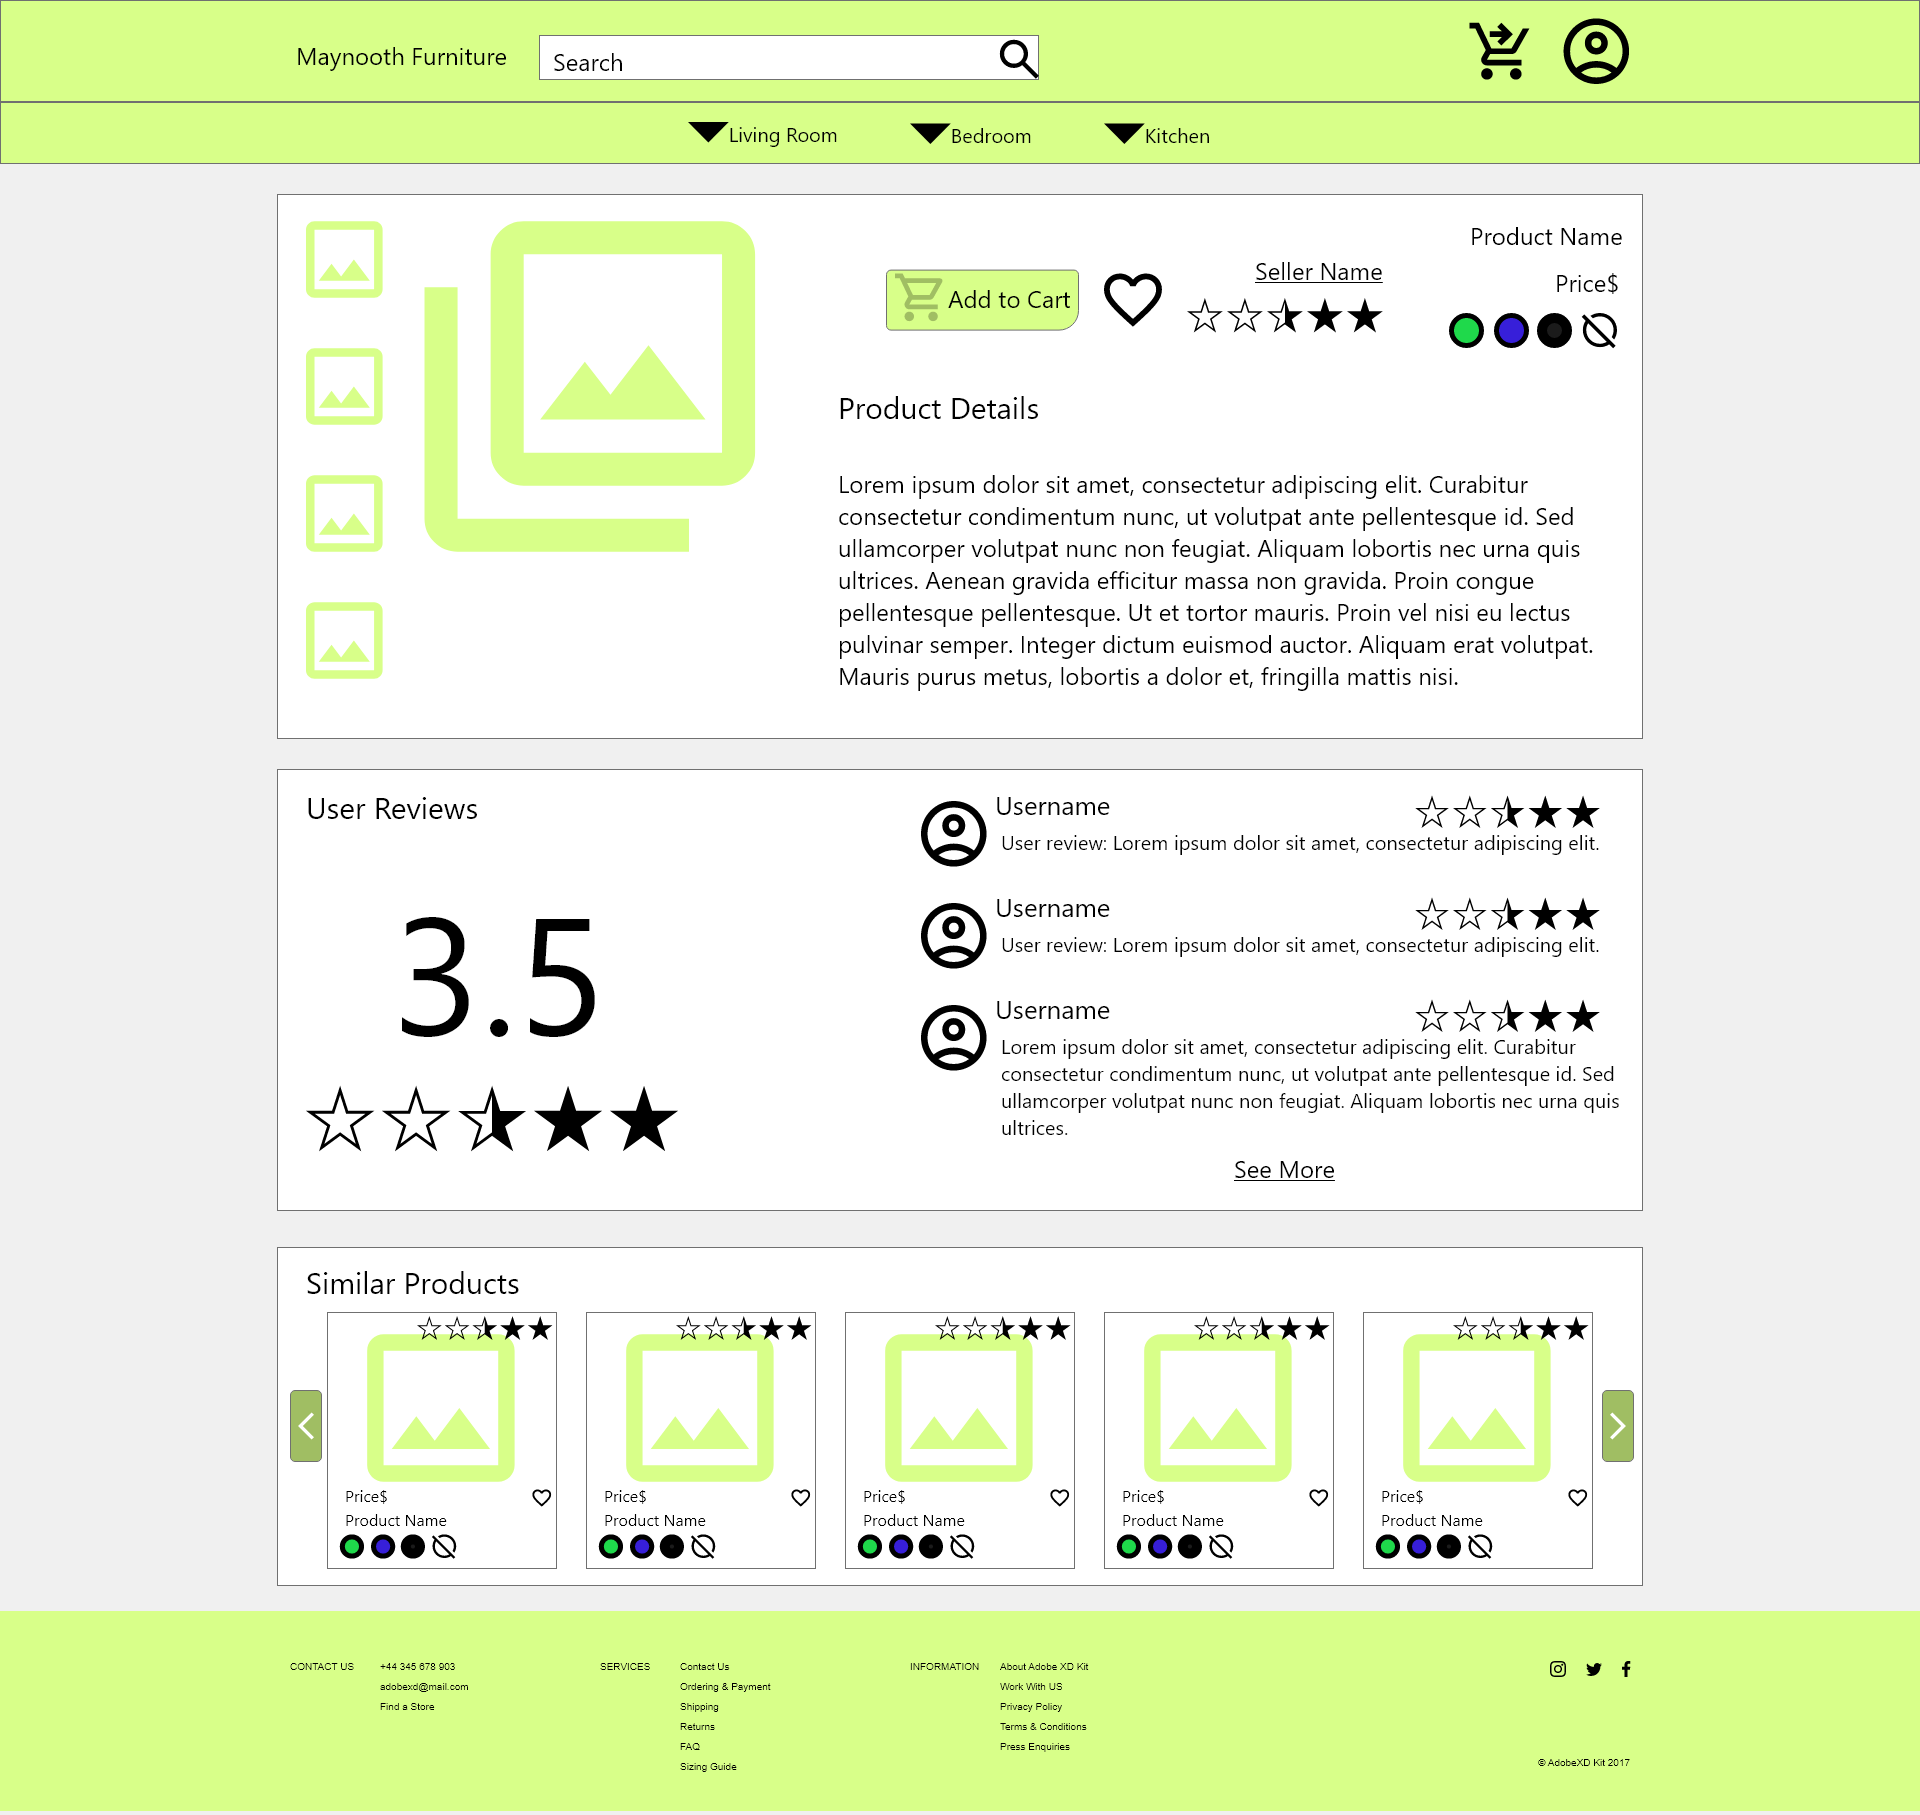 Maynooth Furniture
Search
Living Room
Bedroom
Kitchen
Product Name
Seller Name
Price$
Add to Cart
Product Details
Lorem ipsum dolor sit amet, consectetur adipiscing elit. Curabitur
consectetur condimentum nunc, ut volutpat ante pellentesque id. Sed
ullamcorper volutpat nunc non feugiat. Aliquam lobortis nec urna quis
ultrices. Aenean gravida efficitur massa non gravida. Proin congue
pellentesque pellentesque. Ut et tortor mauris. Proin vel nisi eu lectus
pulvinar semper. Integer dictum euismod auctor. Aliquam erat volutpat.
Mauris purus metus, lobortis a dolor et, fringilla mattis nisi.
User Reviews
3.5
Username
User review: Lorem ipsum dolor sit amet, consectetur adipiscing elit.
Username
User review: Lorem ipsum dolor sit amet, consectetur adipiscing elit.
Username
Lorem ipsum dolor sit amet, consectetur adipiscing elit. Curabitur
consectetur condimentum nunc, ut volutpat ante pellentesque id. Sed
ullamcorper volutpat nunc non feugiat. Aliquam lobortis nec urna quis
ultrices.
See More
Similar Products
Price$
Product Name
Price$
Product Name
Price$
Product Name
Price$
Product Name
Price$
Product Name
CONTACT US
+44 345 678 903
adobexd@mail.com
Find a Store
SERVICES
Contact Us
Ordering & Payment
Shipping
Returns
FAQ
Sizing Guide
INFORMATION
About Adobe XD Kit
Work With US
Privacy Policy
Terms & Conditions
Press Enquiries
© AdobeXD Kit 2017